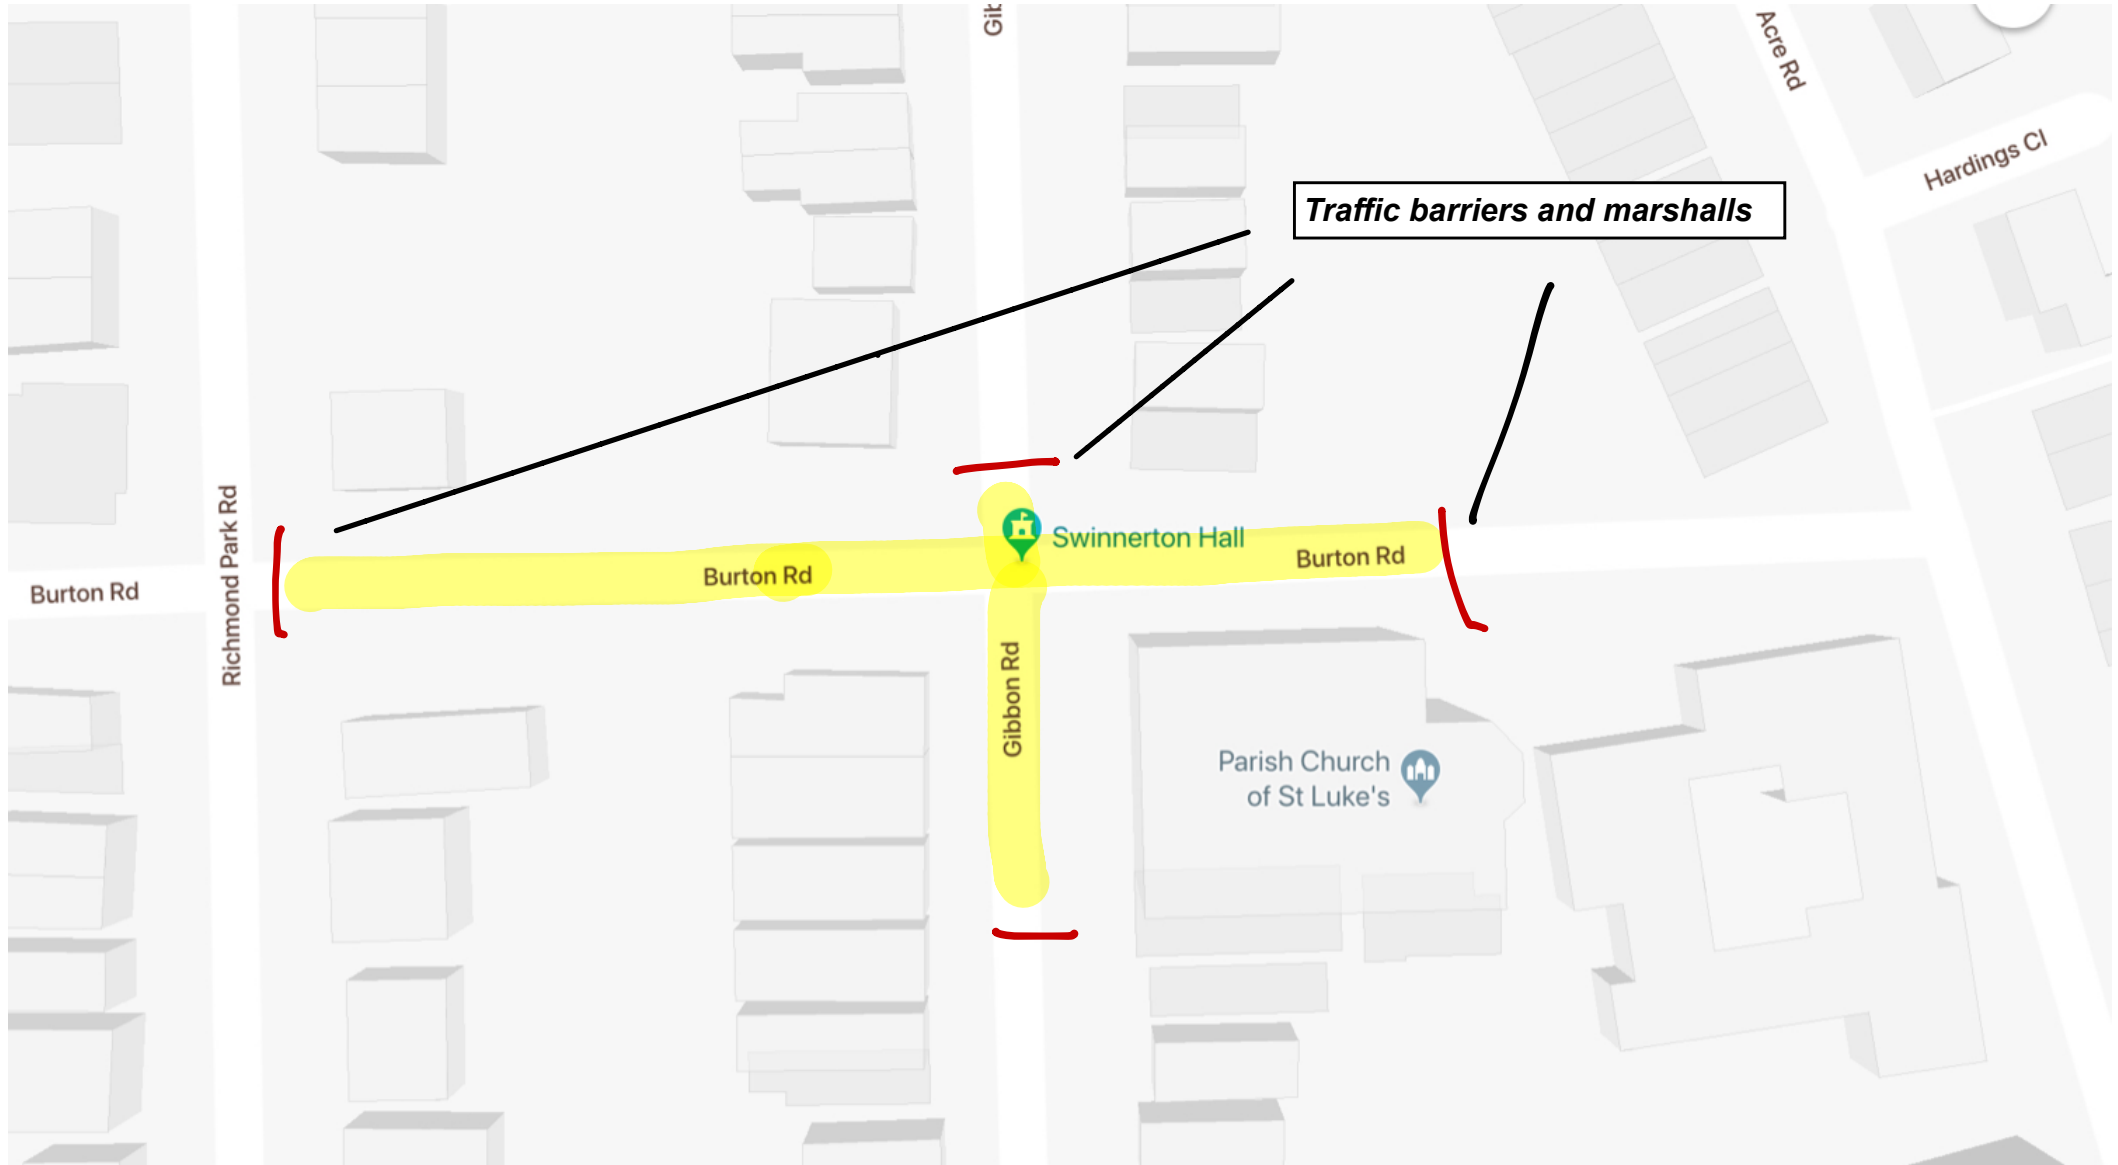 Gib
Acre Rd
Hardings Cl
Traffic barriers and marshalls
Swinnerton Hall
Burton Rd
Burton Rd
Burton Rd
Richmond Park Rd
Gibbon Rd
Parish Church
of St Luke's